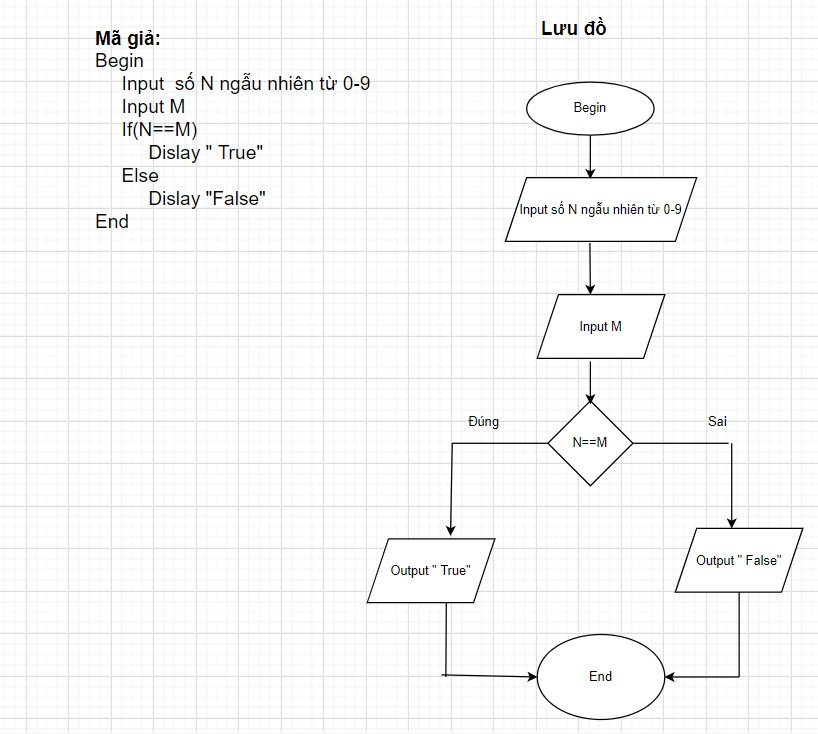 Mã giả:
Begin
Input số N ngẫu nhiên từ 0-9
Input M
If(N==M)
Dislay " True"
Else
Dislay "False"
End
Lưu đồ
Begin
Input số N ngẫu nhiên từ 0-9
Input M
Đúng
Sai
N==M
Output " True"
Output " False"
End